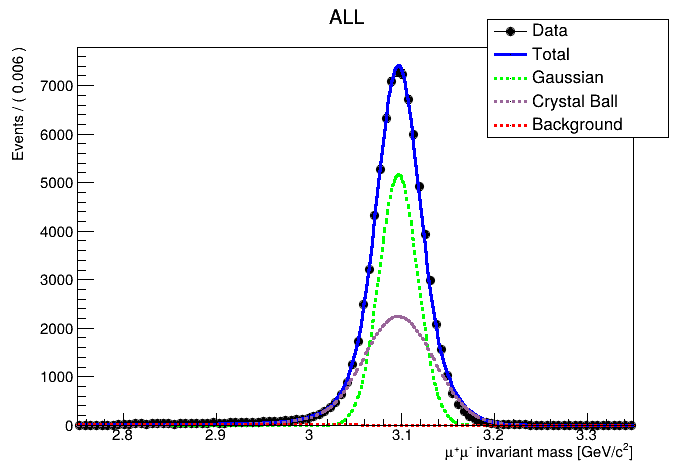 ALL
Data
Total
Gaussian
Crystal Ball
Background
Events / ( 0.006 )
7000
6000
5000
4000
3000
2000
1000
0
2.8 2.9 3 3.1 3.2 3.3
μ⁺μ⁻ invariant mass [GeV/c²]